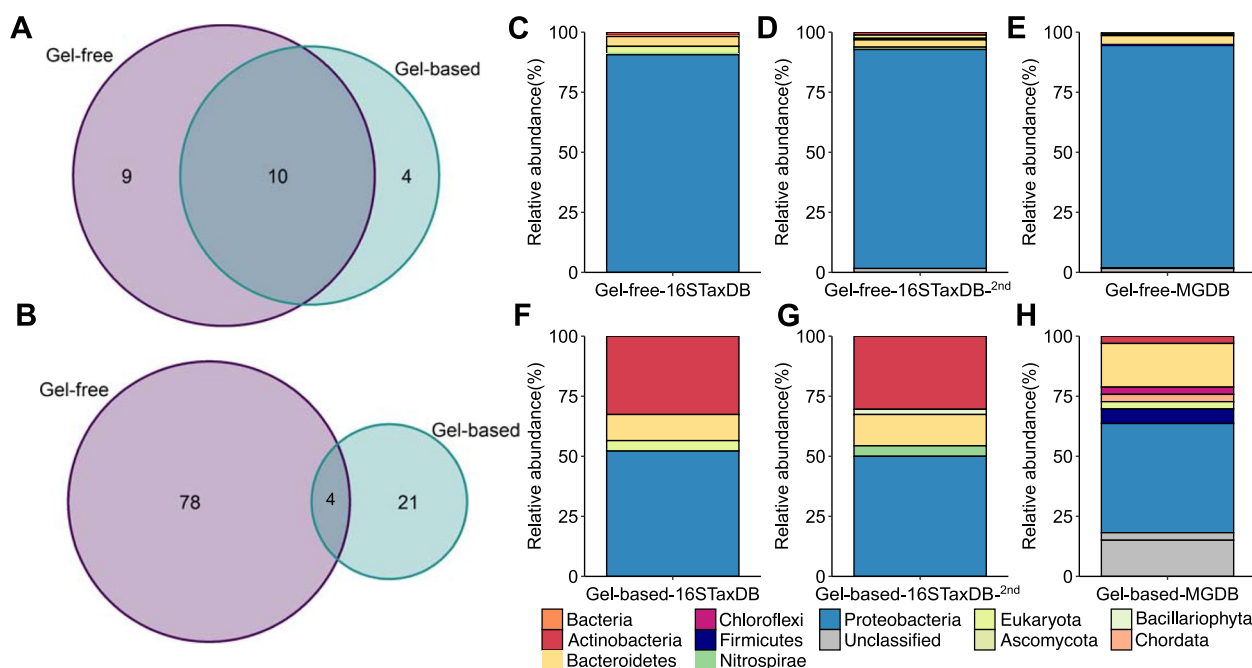 A
Gel-free
Gel-based
9
10
4
B
Gel-free
Gel-based
78
4
21
C
Relative abundance(%)
100
75
50
25
0
Gel-free-16STaxDB
D
Relative abundance(%)
100
75
50
25
0
Gel-free-16STaxDB-2nd
E
Relative abundance(%)
100
75
50
25
0
Gel-free-MGDB
F
Relative abundance(%)
100
75
50
25
0
Gel-based-16STaxDB
G
Relative abundance(%)
100
75
50
25
0
Gel-based-16STaxDB-2nd
H
Relative abundance(%)
100
75
50
25
0
Gel-based-MGDB
Bacteria
Actinobacteria
Bacteroidetes
Chloroflexi
Firmicutes
Nitrospirae
Proteobacteria
Unclassified
Eukaryota
Ascomycota
Bacillariophyta
Chordata